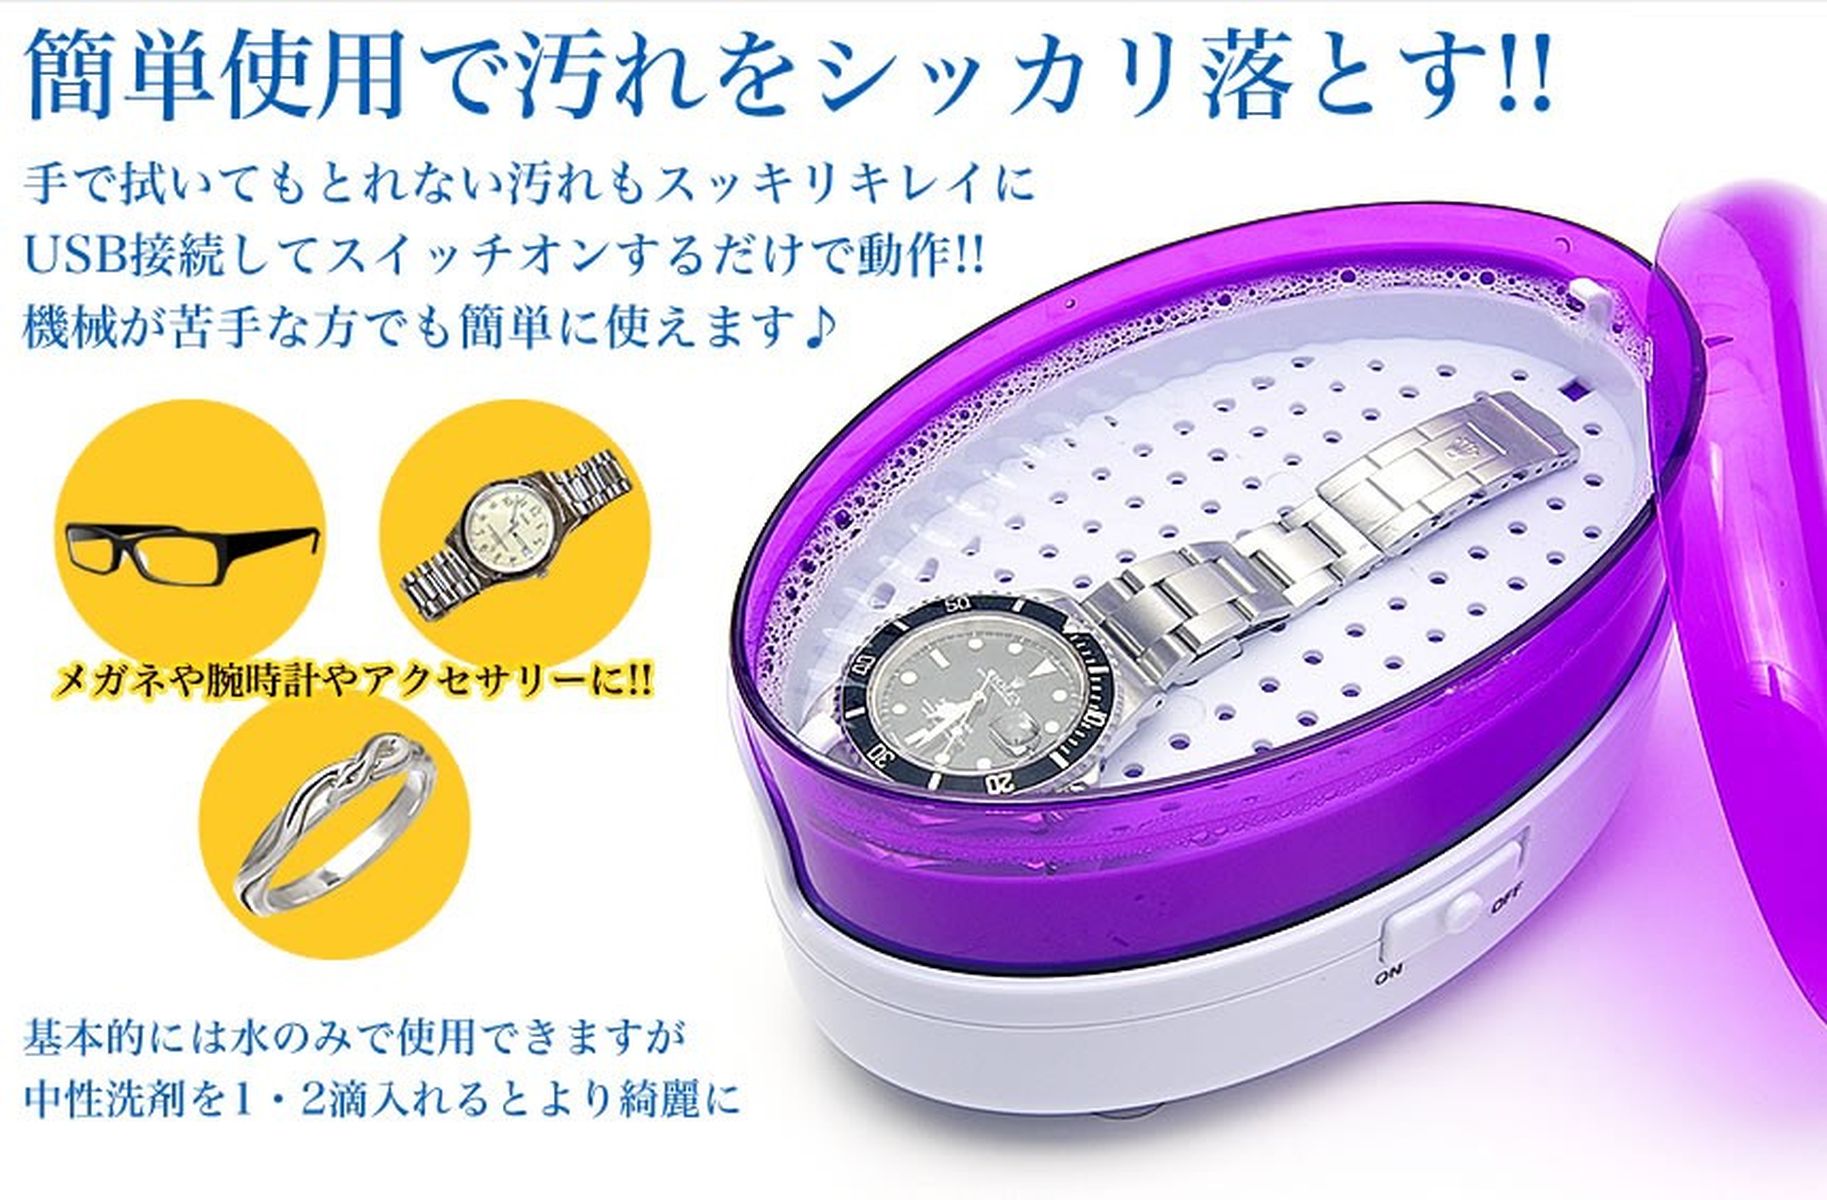 簡単使用で汚れをシッカリ落とす!!
手で拭いてもとれない汚れもスッキリキレイに
USB接続してスイッチオンするだけで動作!!
機械が苦手な方でも簡単に使えます♪
メガネや腕時計やアクセサリーに!!
基本的には水のみで使用できますが
中性洗剤を1・2滴入れるとより綺麗に
50
40
30
20
ON
OFF